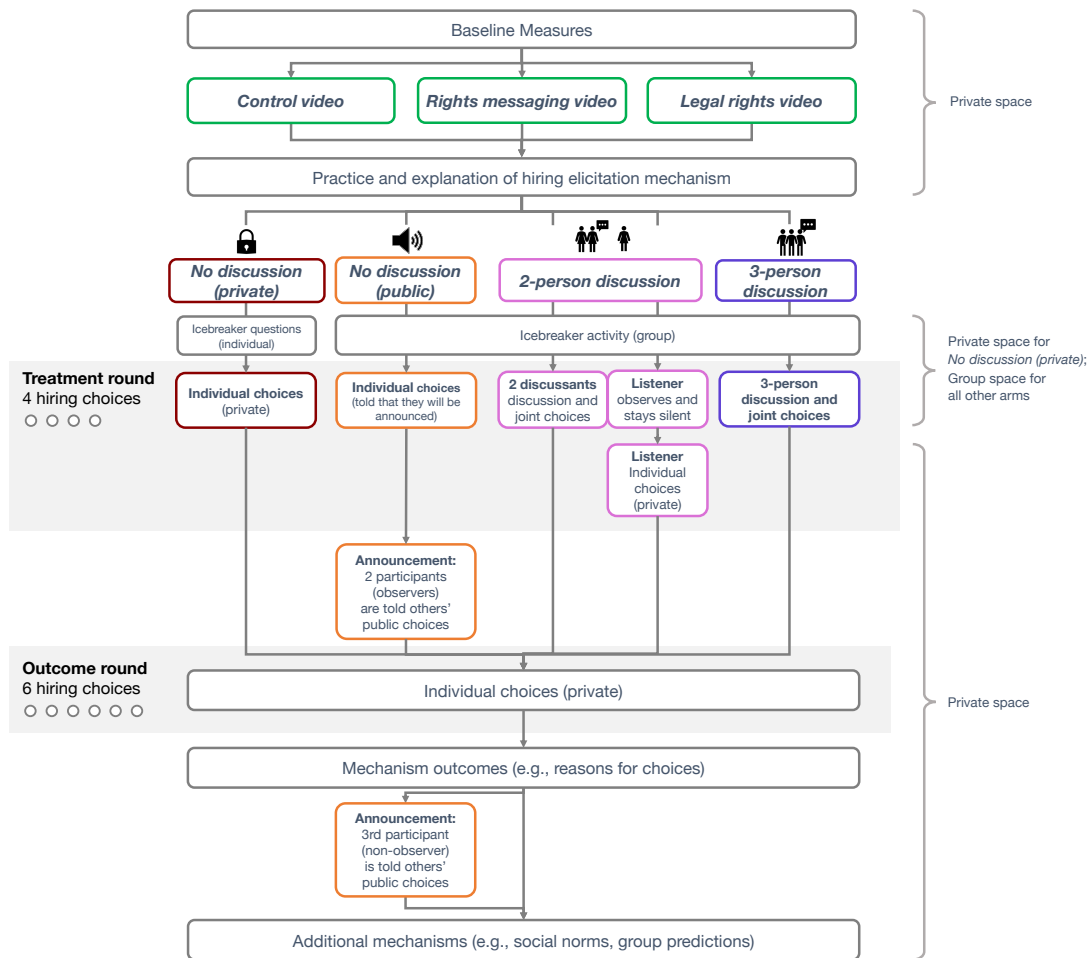 Baseline Measures
Control video
Rights messaging video
Legal rights video
Private space
Practice and explanation of hiring elicitation mechanism
No discussion
(private)
No discussion
(public)
2-person discussion
3-person
discussion
Icebreaker questions
(individual)
Icebreaker activity (group)
Private space for
No discussion (private);
Group space for
all other arms
Treatment round
4 hiring choices
Individual choices
(private)
Individual choices
(told that they will be
announced)
2 discussants
discussion and
joint choices
Listener
observes and
stays silent
3-person
discussion and
joint choices
Listener
Individual
choices
(private)
Announcement:
2 participants
(observers)
are told others’
public choices
Outcome round
6 hiring choices
Individual choices (private)
Private space
Mechanism outcomes (e.g., reasons for choices)
Announcement:
3rd participant
(non-observer)
is told others’
public choices
Additional mechanisms (e.g., social norms, group predictions)